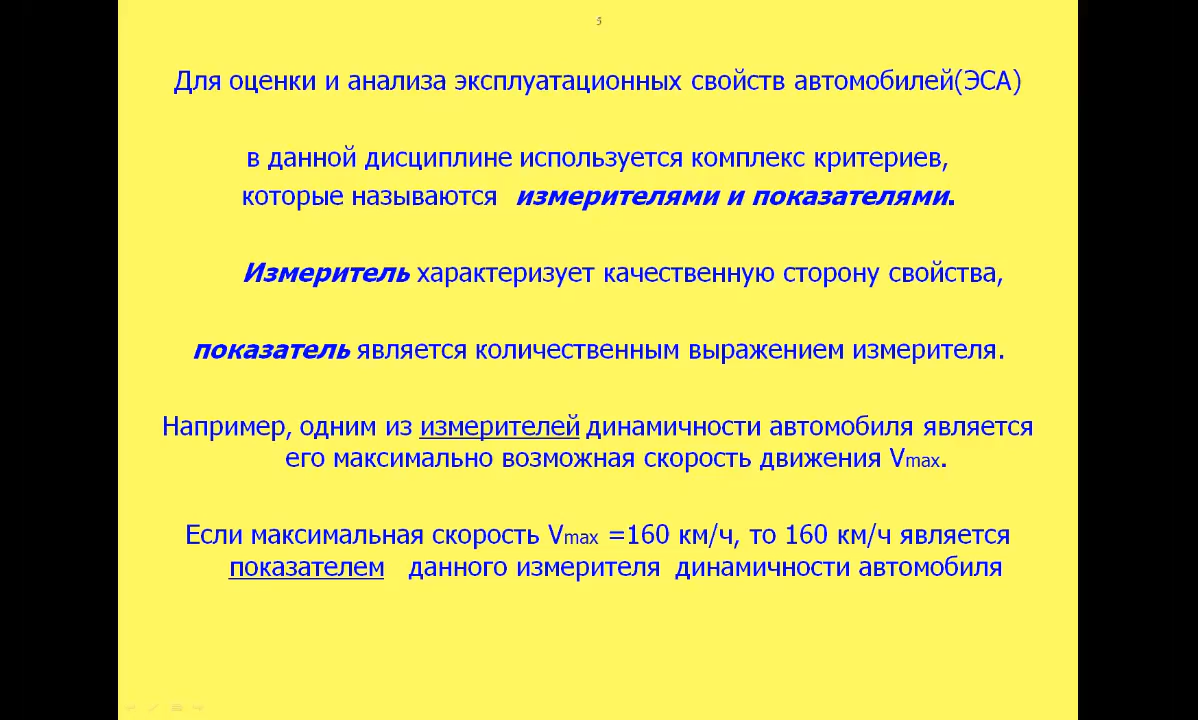 5
Для оценки и анализа эксплуатационных свойств автомобилей(ЭСА)
в данной дисциплине используется комплекс критериев,
которые называются измерителями и показателями.
Измеритель характеризует качественную сторону свойства,
показатель является количественным выражением измерителя.
Например, одним из измерителей динамичности автомобиля является
его максимально возможная скорость движения Vmax.
Если максимальная скорость Vmax =160 км/ч, то 160 км/ч является
показателем данного измерителя динамичности автомобиля